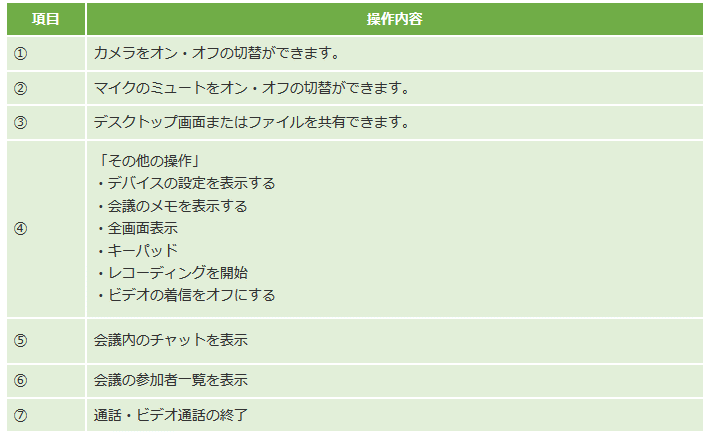 項目 操作内容
① カメラをオン・オフの切替ができます。
② マイクのミュートをオン・オフの切替ができます。
③ デスクトップ画面またはファイルを共有できます。
④
「その他の操作」
・デバイスの設定を表示する
・会議のメモを表示する
・全画面表示
・キーパッド
・レコーディングを開始
・ビデオの着信をオフにする
⑤ 会議内のチャットを表示
⑥ 会議の参加者一覧を表示
⑦ 通話・ビデオ通話の終了